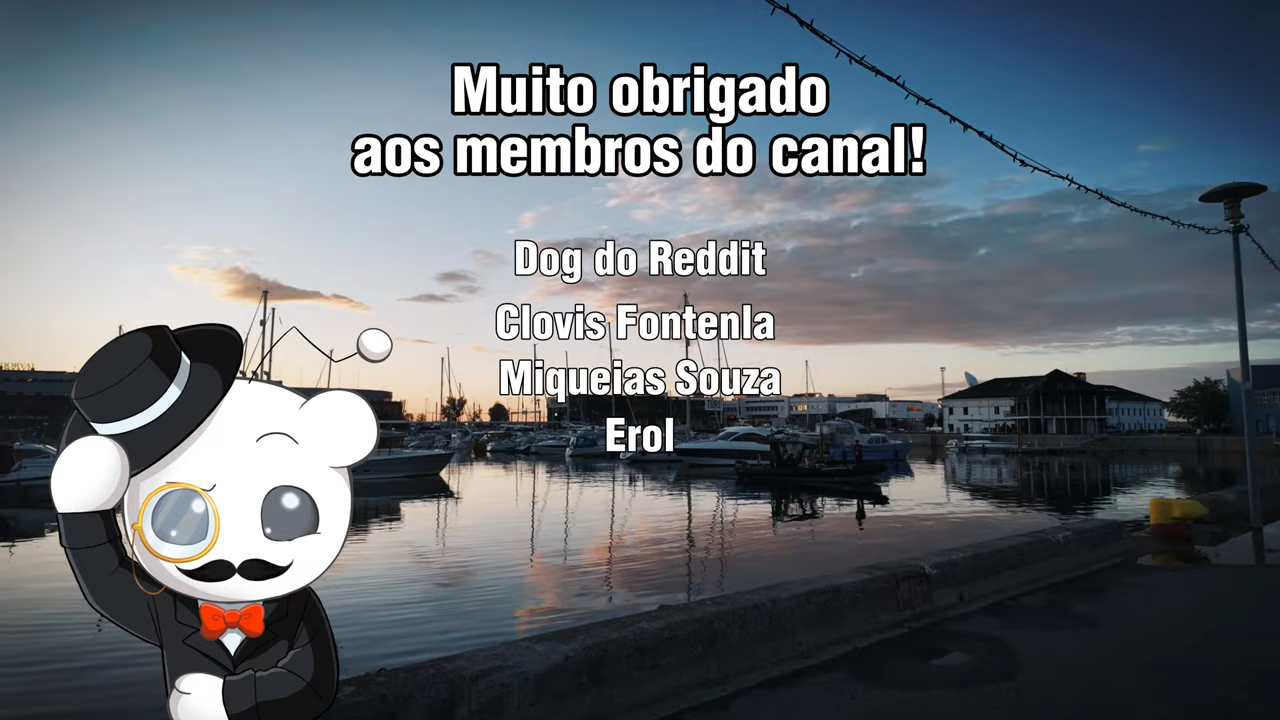 Muito obrigado
aos membros do canal!
Dog do Reddit
Clovis Fontenla
Miqueias Souza
Erol